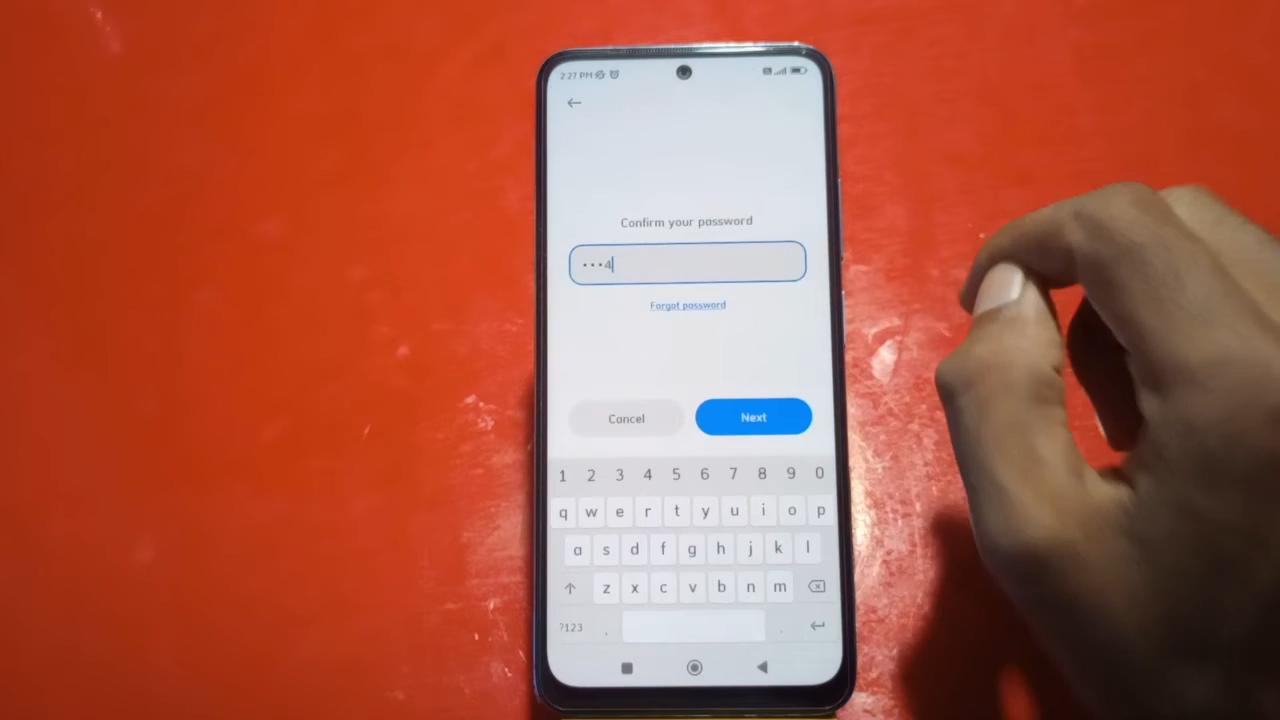 2:27 PM
Confirm your password
•••4
Forgot password
Cancel Next
1 2 3 4 5 6 7 8 9 0
q w e r t y u i o p
a s d f g h j k l
z x c v b n m
?123 , .